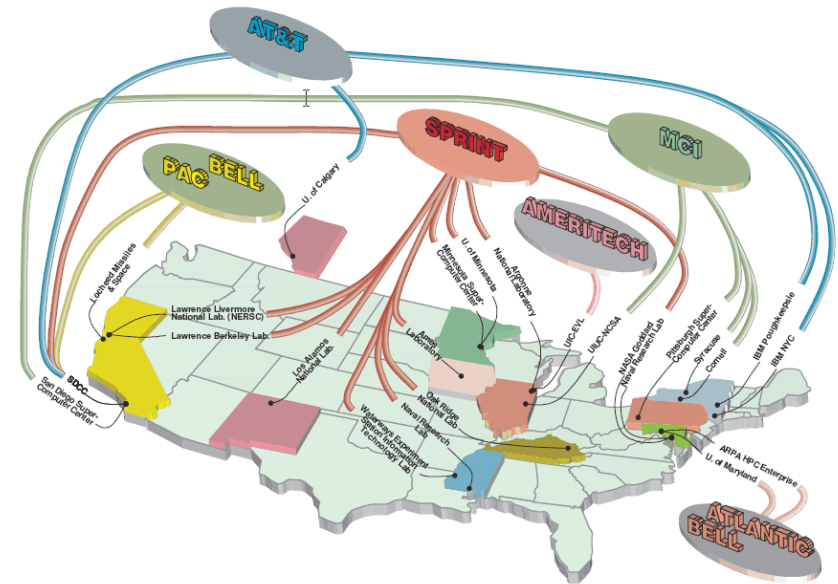 AT&T
SPRINT
MCI
PAC BELL
U. of Calgary
AMERITECH
Locheed Missiles
& Space
Minnesota Super-
Computer Center
U. of Minnesota
Argonne
National Laboratory
Lawrence Livermore
National Lab. (NERSC)
Lawrence Berkeley Lab.
Los Alamos
National Lab.
Ames
Laboratory
UIC-EVL
UIUC-NCSA
NASA Goddard
Naval Research Lab
Pittsburgh Super-
Computer Center
Syracuse
Cornell
IBM Poughkeepsie
IBM NYC
SDCC
San Diego Super-
Computer Center
Oak Ridge
National Lab
Naval Research
Lab
Waterways Experiment
Station Information
Technology Lab
ARPA HPC Enterprise
U. of Maryland
ATLANTIC
BELL